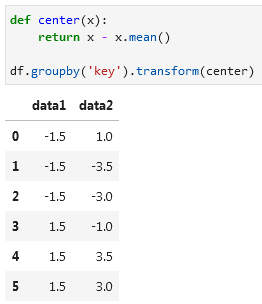 def center(x):
    return x - x.mean()
df.groupby('key').transform(center)
data1 data2
0 -1.5 1.0
1 -1.5 -3.5
2 -1.5 -3.0
3 1.5 -1.0
4 1.5 3.5
5 1.5 3.0